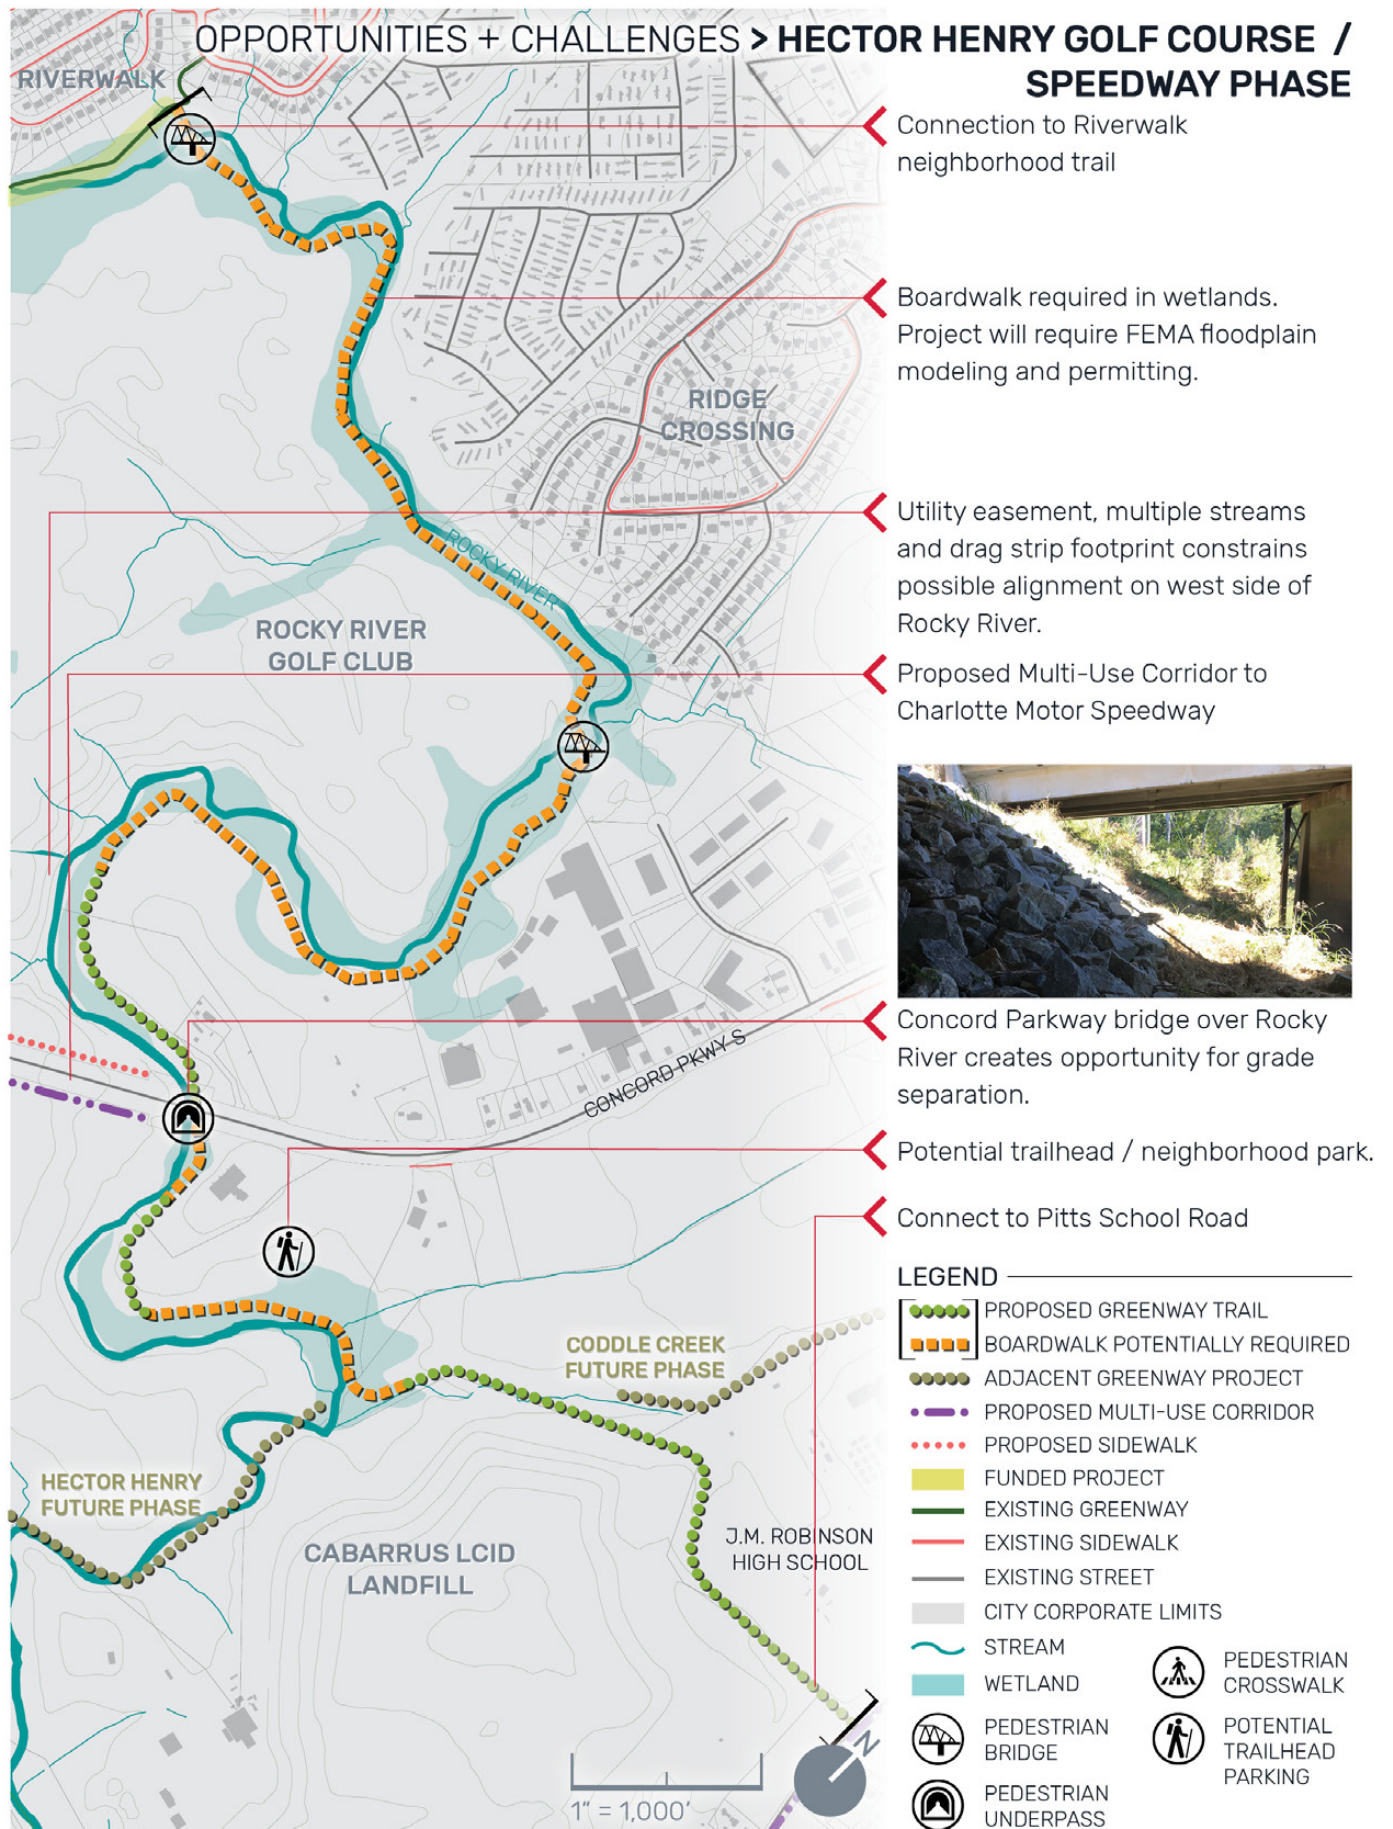 OPPORTUNITIES + CHALLENGES > HECTOR HENRY GOLF COURSE /
SPEEDWAY PHASE
RIVERWALK
Connection to Riverwalk
neighborhood trail
Boardwalk required in wetlands.
Project will require FEMA floodplain
modeling and permitting.
RIDGE
CROSSING
Utility easement, multiple streams
and drag strip footprint constrains
possible alignment on west side of
Rocky River.
ROCKY RIVER
ROCKY RIVER
GOLF CLUB
Proposed Multi-Use Corridor to
Charlotte Motor Speedway
Concord Parkway bridge over Rocky
River creates opportunity for grade
separation.
CONCORD PKWY S
Potential trailhead / neighborhood park.
Connect to Pitts School Road
CODDLE CREEK
FUTURE PHASE
HECTOR HENRY
FUTURE PHASE
CABARRUS LCID
LANDFILL
J.M. ROBINSON
HIGH SCHOOL
N
1" = 1,000'
LEGEND
PROPOSED GREENWAY TRAIL
BOARDWALK POTENTIALLY REQUIRED
ADJACENT GREENWAY PROJECT
PROPOSED MULTI-USE CORRIDOR
PROPOSED SIDEWALK
FUNDED PROJECT
EXISTING GREENWAY
EXISTING SIDEWALK
EXISTING STREET
CITY CORPORATE LIMITS
STREAM
WETLAND
PEDESTRIAN
BRIDGE
PEDESTRIAN
UNDERPASS
PEDESTRIAN
CROSSWALK
POTENTIAL
TRAILHEAD
PARKING